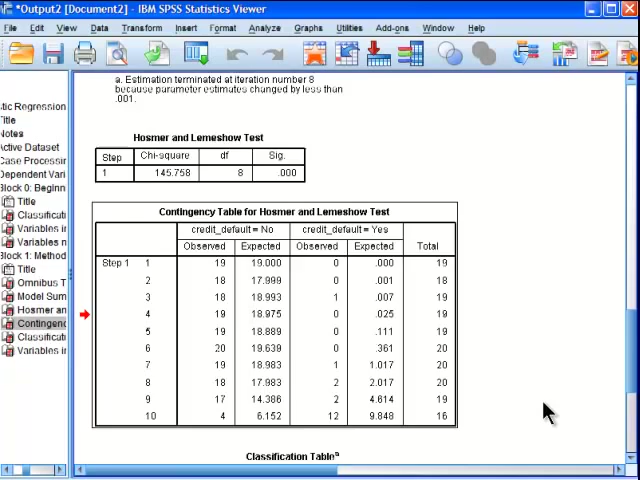 *Output2 [Document2] - IBM SPSS Statistics Viewer
File Edit View Data Transform Insert Format Analyze Graphs Utilities Add-ons Window Help
a. Estimation terminated at iteration number 8
because parameter estimates changed by less than
.001.
tic Regression
Title
Notes
Active Dataset
Case Processin
Dependent Vari
Block 0: Beginn
Title
Classificati
Variables i
Variables n
Block 1: Method
Title
Omnibus T
Model Sum
Hosmer an
Contingenc
Classificati
Variables i
Hosmer and Lemeshow Test
Step Chi-square df Sig.
1 145.758 8 .000
Contingency Table for Hosmer and Lemeshow Test
credit_default = No credit_default = Yes
Observed Expected Observed Expected Total
Step 1 1 19 19.000 0 .000 19
2 18 17.999 0 .001 18
3 18 18.993 1 .007 19
4 19 18.975 0 .025 19
5 19 18.889 0 .111 19
6 20 19.639 0 .361 20
7 19 18.983 1 1.017 20
8 18 17.983 2 2.017 20
9 17 14.386 2 4.614 19
10 4 6.152 12 9.848 16
Classification Tableᵃ